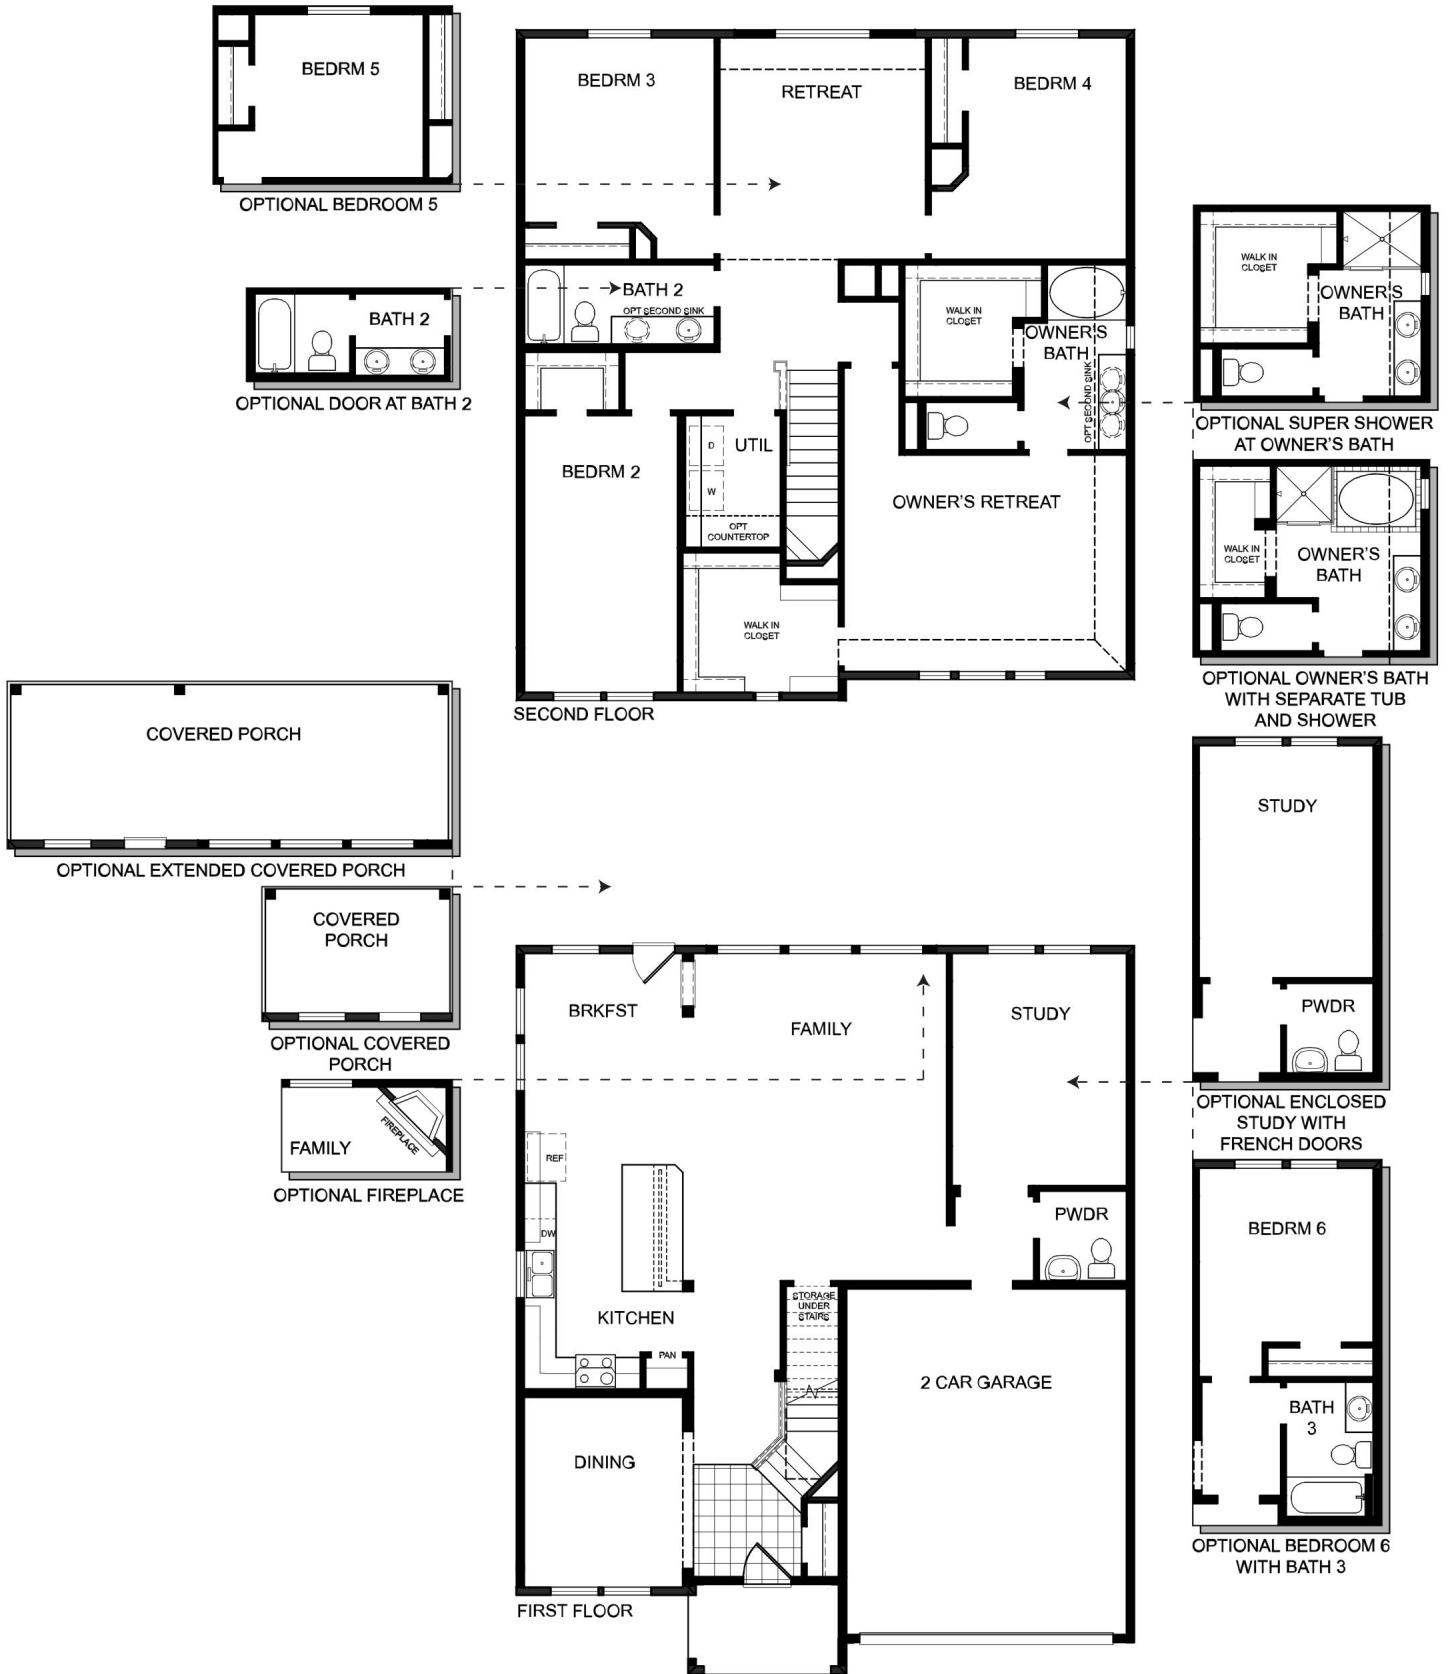 BEDRM 5
OPTIONAL BEDROOM 5
BATH 2
OPTIONAL DOOR AT BATH 2
BEDRM 3
RETREAT
BEDRM 4
BATH 2
OPT SECOND SINK
WALK IN
CLOSET
OWNER'S
BATH
OPT SECOND SINK
D
W
UTIL
OPT
COUNTERTOP
BEDRM 2
OWNER'S RETREAT
WALK IN
CLOSET
SECOND FLOOR
WALK IN
CLOSET
OWNER'S
BATH
OPTIONAL SUPER SHOWER
AT OWNER'S BATH
WALK IN
CLOSET
OWNER'S
BATH
OPTIONAL OWNER'S BATH
WITH SEPARATE TUB
AND SHOWER
COVERED PORCH
OPTIONAL EXTENDED COVERED PORCH
COVERED
PORCH
OPTIONAL COVERED
PORCH
FAMILY
FIREPLACE
OPTIONAL FIREPLACE
BRKFST
FAMILY
STUDY
REF
DW
KITCHEN
PAN
STORAGE
UNDER
STAIRS
PWDR
2 CAR GARAGE
DINING
FIRST FLOOR
STUDY
PWDR
OPTIONAL ENCLOSED
STUDY WITH
FRENCH DOORS
BEDRM 6
BATH
3
OPTIONAL BEDROOM 6
WITH BATH 3